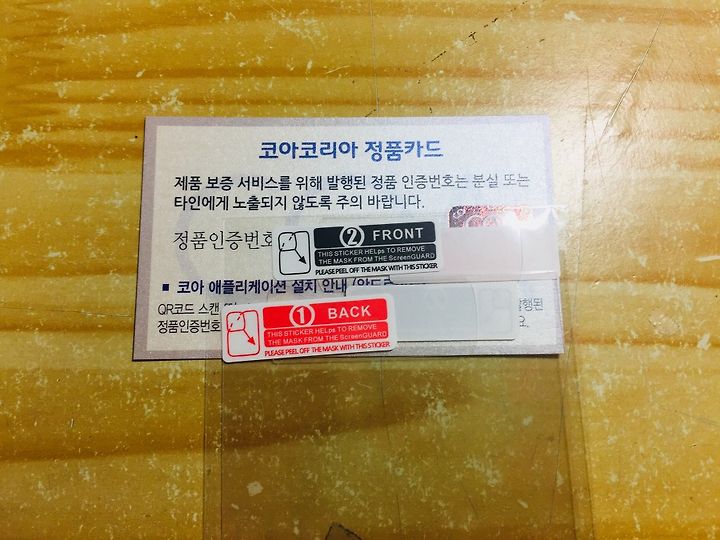 코아코리아 정품카드
제품 보증 서비스를 위해 발행된 정품 인증번호는 분실 또는
타인에게 노출되지 않도록 주의 바랍니다.
정품인증번호
2 FRONT
THIS STICKER HELps TO REMOVE
THE MASK FROM THE ScreenGUARD
PLEASE PEEL OFF THE MASK WITH THIS STICKER
■ 코아 애플리케이션 설치 안내
QR코드 스캔
정품인증번호
1 BACK
THIS STICKER HELps TO REMOVE
THE MASK FROM THE ScreenGUARD
PLEASE PEEL OFF THE MASK WITH THIS STICKER